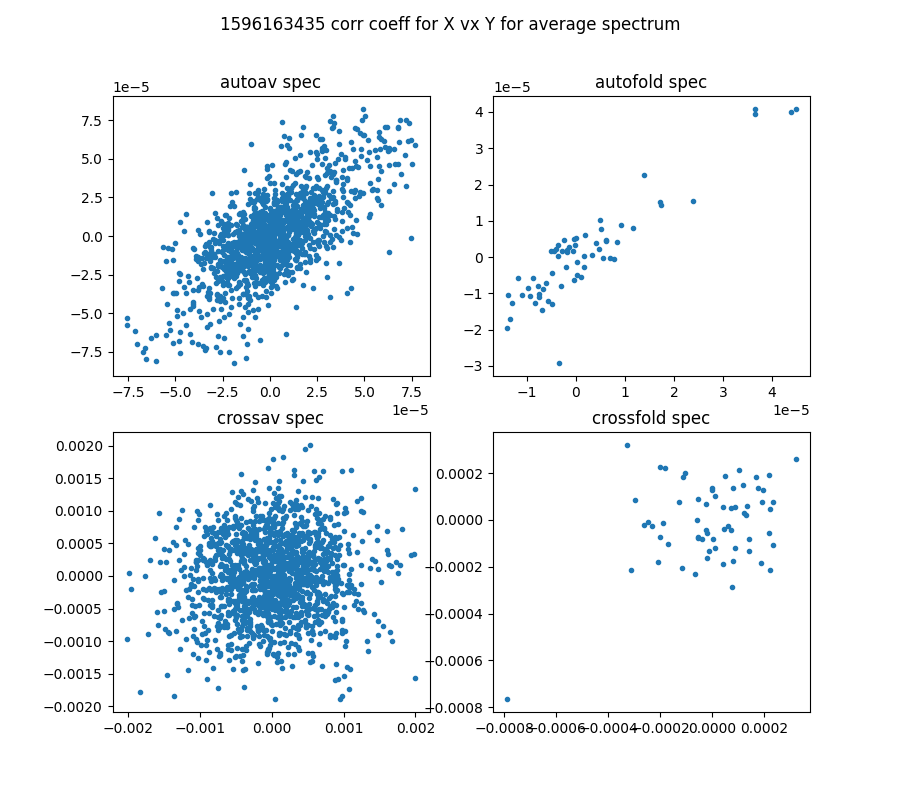 1596163435 corr coeff for X vx Y for average spectrum
autoav spec
autofold spec
1e−5
1e−5
7.5
5.0
2.5
0.0
−2.5
−5.0
−7.5
4
3
2
1
0
−1
−2
−3
−7.5 −5.0 −2.5 0.0 2.5 5.0 7.5
−1 0 1 2 3 4
1e−5
1e−5
crossav spec
crossfold spec
0.0020
0.0015
0.0010
0.0005
0.0000
−0.0005
−0.0010
−0.0015
−0.0020
0.0002
0.0000
−0.0002
−0.0004
−0.0006
−0.0008
−0.002 −0.001 0.000 0.001 0.002
−0.0008 −0.0006 −0.0004 −0.0002 0.0000 0.0002